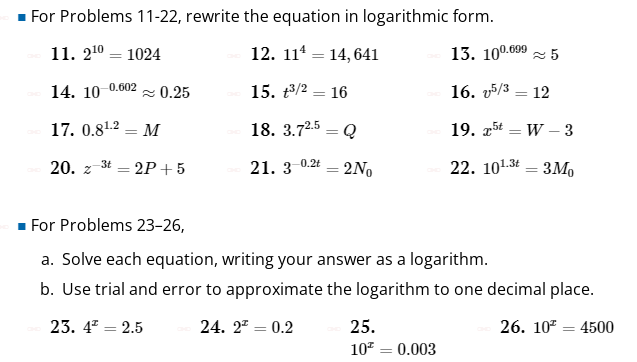 ■ For Problems 11-22, rewrite the equation in logarithmic form.
11. 2^10 = 1024 12. 11^4 = 14,641 13. 10^0.699 ≈ 5
14. 10^−0.602 ≈ 0.25 15. t^3/2 = 16 16. v^5/3 = 12
17. 0.8^1.2 = M 18. 3.7^2.5 = Q 19. x^5t = W − 3
20. z^−3t = 2P + 5 21. 3^−0.2t = 2N₀ 22. 10^1.3t = 3M₀
■ For Problems 23–26,
a. Solve each equation, writing your answer as a logarithm.
b. Use trial and error to approximate the logarithm to one decimal place.
23. 4^x = 2.5 24. 2^x = 0.2 25. 26. 10^x = 4500
10^x = 0.003